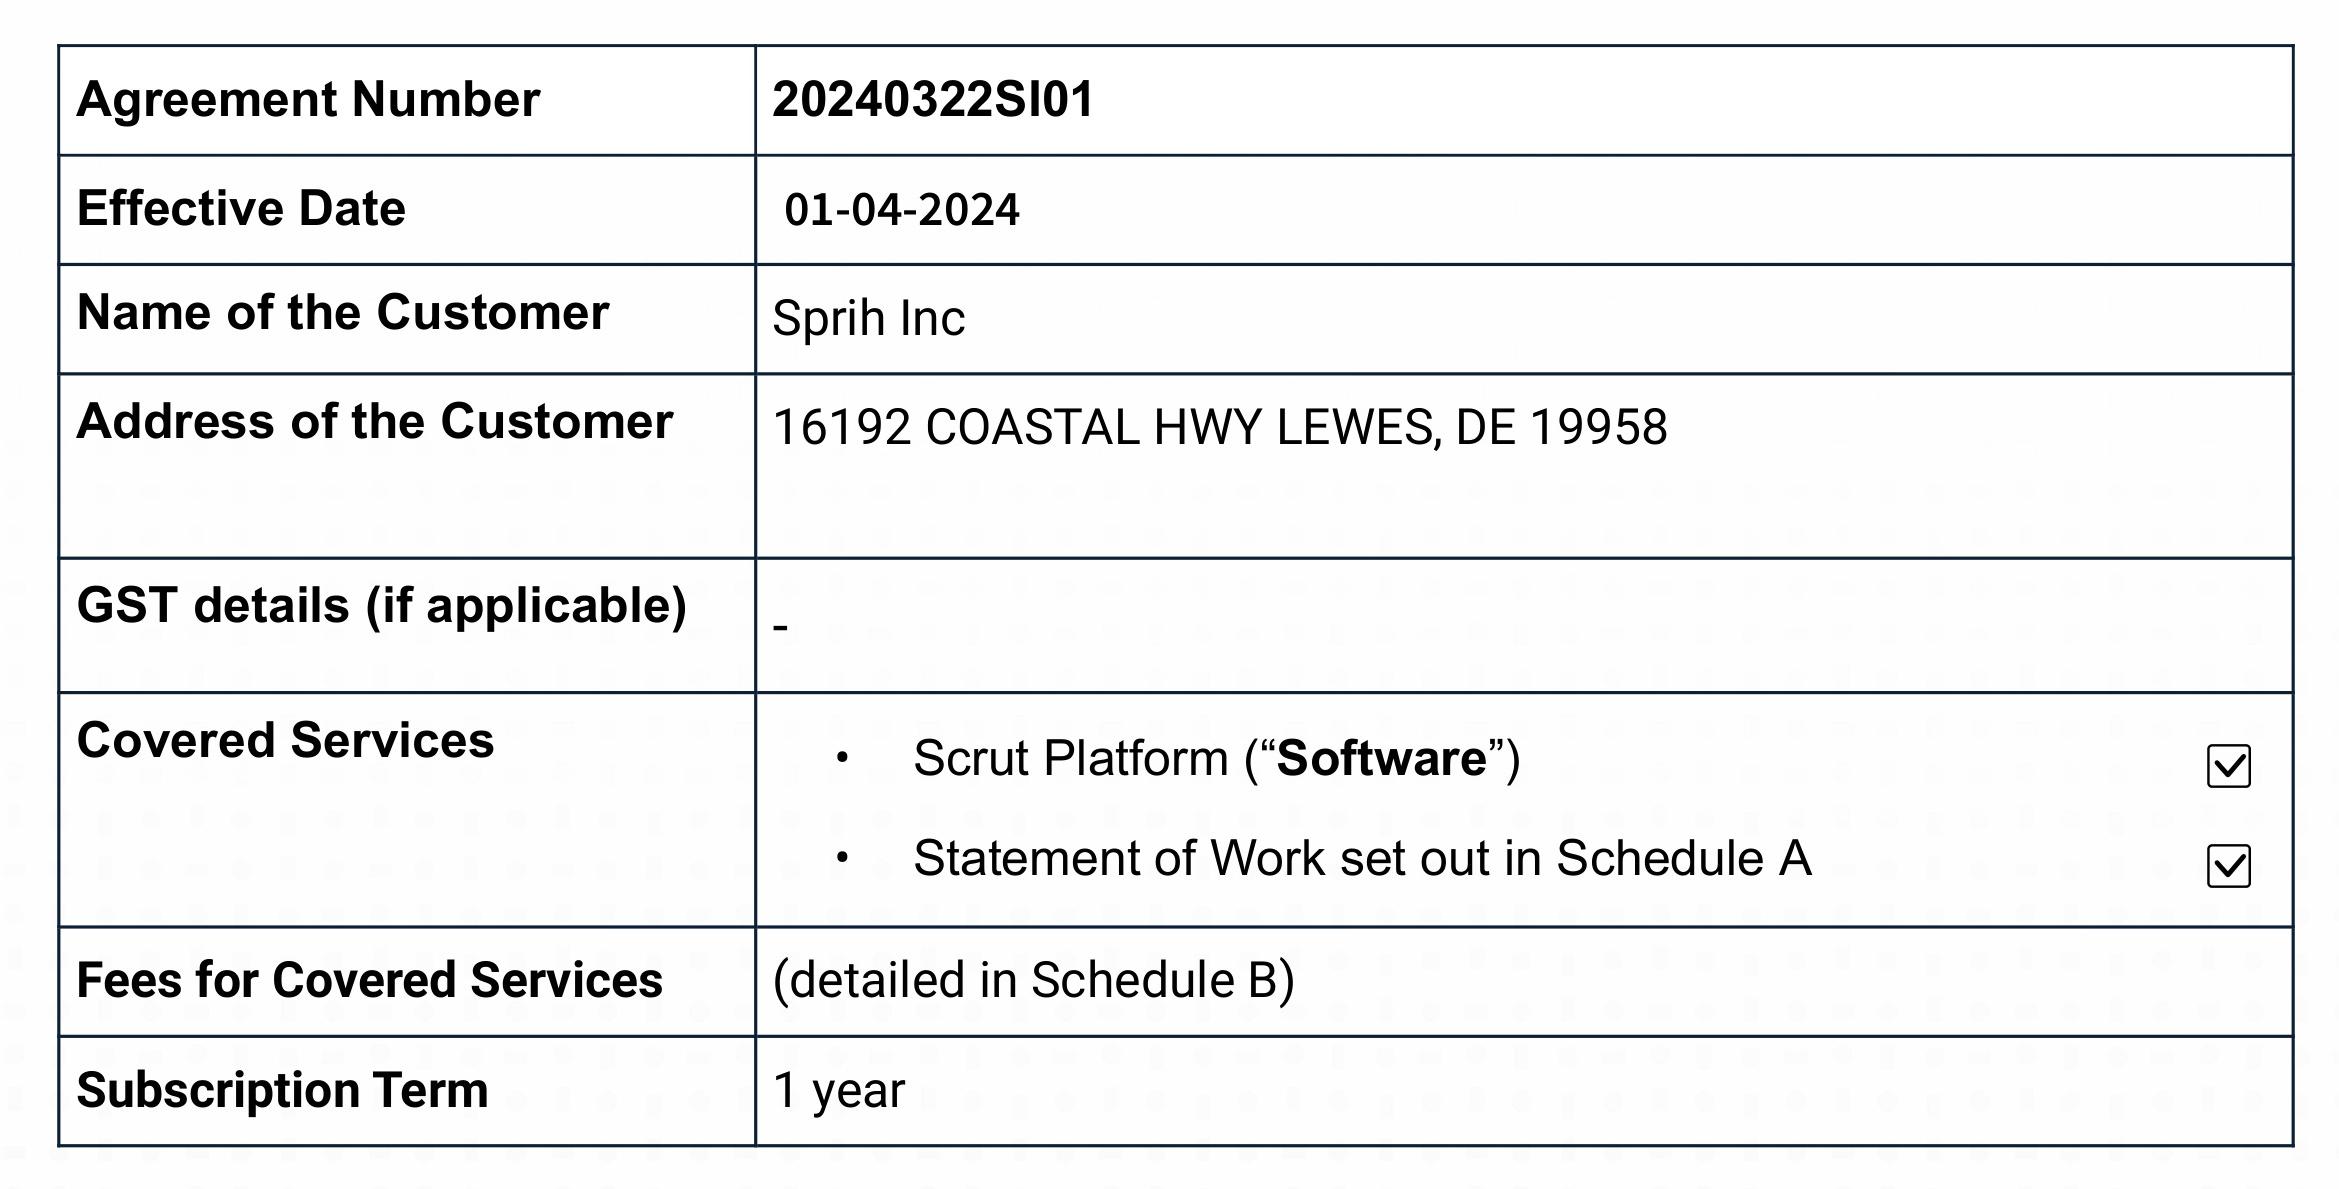 Agreement Number 20240322SI01
Effective Date 01-04-2024
Name of the Customer Sprih Inc
Address of the Customer 16192 COASTAL HWY LEWES, DE 19958
GST details (if applicable) -
Covered Services • Scrut Platform (“Software”) ☑
• Statement of Work set out in Schedule A ☑
Fees for Covered Services (detailed in Schedule B)
Subscription Term 1 year